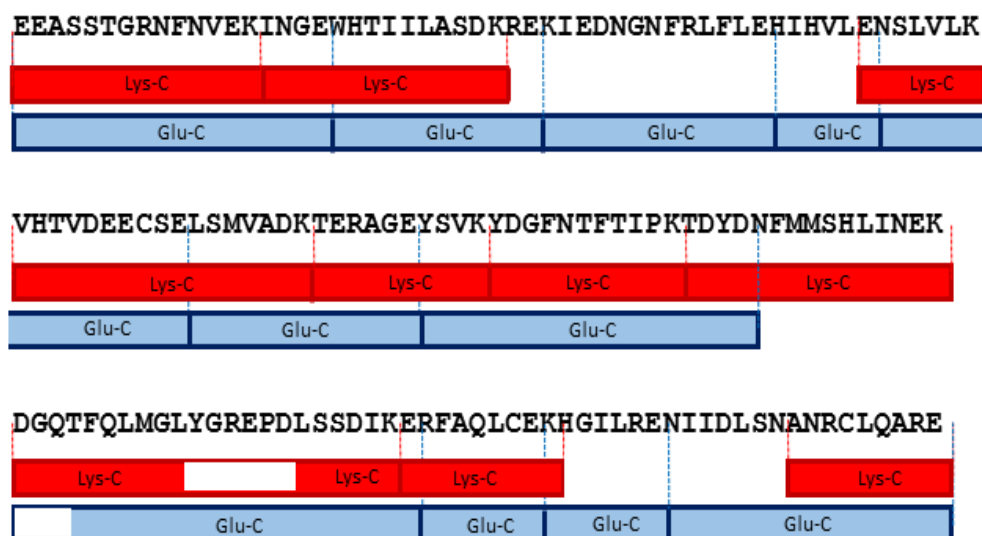 EEASSTGRNFNVEKINGEWHTIILASDKREKIEDNGNFRLFLEHIHVLENSLVLK
Lys-C Lys-C Lys-C
Glu-C Glu-C Glu-C Glu-C
VHTVDEECSELSMVADKTERAGEYSVKYDGFNTFTIPKTDYDNFMMSHLINEK
Lys-C Lys-C Lys-C Lys-C
Glu-C Glu-C Glu-C
DGQTFQLMGLYGREPDLSSDIKERFAQLCEKHGILRENIIDLSNANRCLQARE
Lys-C Lys-C Lys-C Lys-C
Glu-C Glu-C Glu-C Glu-C